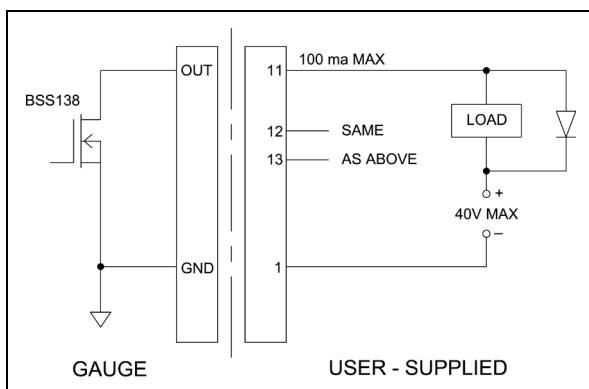 OUT
11
100 ma MAX
BSS138
LOAD
12
SAME
13
AS ABOVE
+
40V MAX
–
GND
1
GAUGE
USER - SUPPLIED